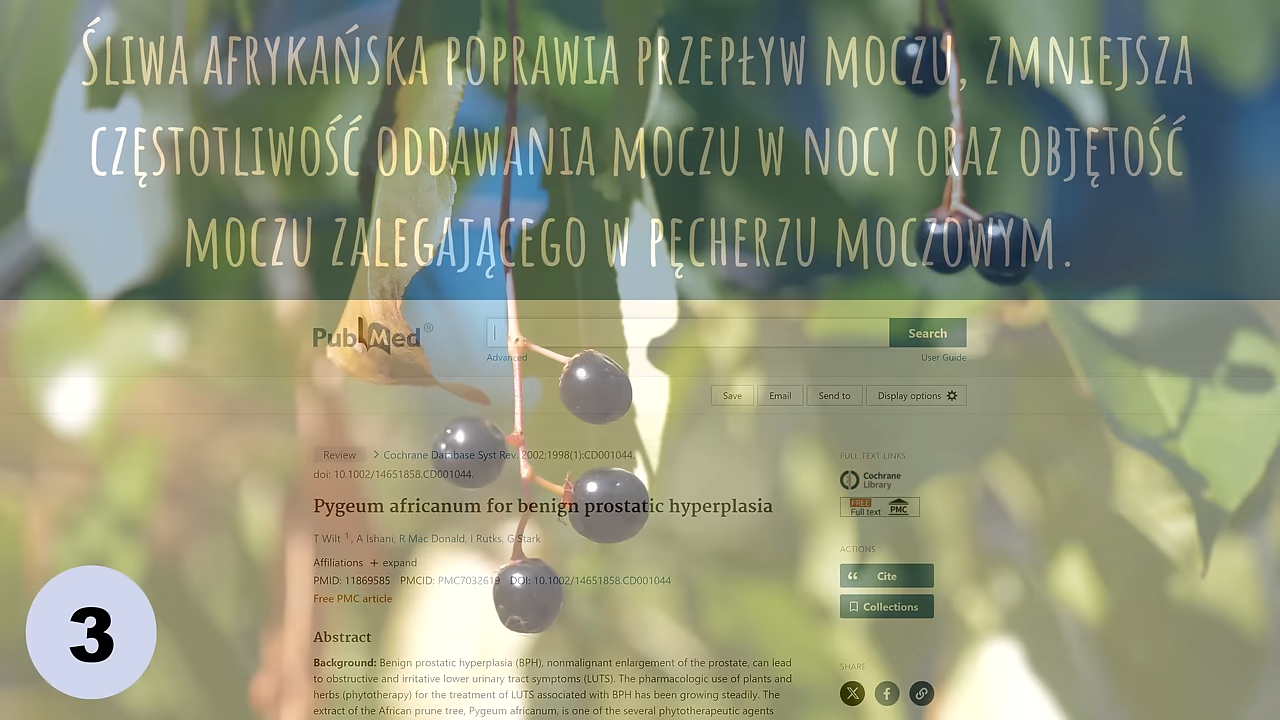 Śliwa afrykańska poprawia przepływ moczu, zmniejsza
częstotliwość oddawania moczu w nocy oraz objętość
moczu zalegającego w pęcherzu moczowym.
PubMed®
Search
Advanced
User Guide
Save
Email
Send to
Display options
Review > Cochrane Database Syst Rev. 2002;1998(1):CD001044.
doi: 10.1002/14651858.CD001044.
Pygeum africanum for benign prostatic hyperplasia
T Wilt 1, A Ishani, R Mac Donald, I Rutks, G Stark
Affiliations + expand
PMID: 11869585 PMCID: PMC7032619 DOI: 10.1002/14651858.CD001044
Free PMC article
Abstract
Background: Benign prostatic hyperplasia (BPH), nonmalignant enlargement of the prostate, can lead
to obstructive and irritative lower urinary tract symptoms (LUTS). The pharmacologic use of plants and
herbs (phytotherapy) for the treatment of LUTS associated with BPH has been growing steadily. The
extract of the African prune tree, Pygeum africanum, is one of the several phytotherapeutic agents
FULL TEXT LINKS
Cochrane
Library
FREE
Full text PMC
ACTIONS
Cite
Collections
SHARE
3